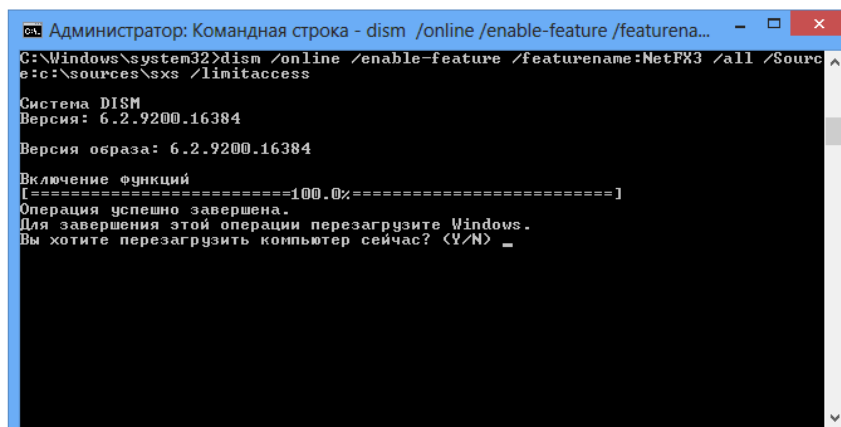 Администратор: Командная строка - dism /online /enable-feature /featurena...
C:\Windows\system32>dism /online /enable-feature /featurename:NetFX3 /all /Sourc
e:c:\sources\sxs /limitaccess
Cистема DISM
Версия: 6.2.9200.16384
Версия образа: 6.2.9200.16384
Включение функций
[==========================100.0%==========================]
Операция успешно завершена.
Для завершения этой операции перезагрузите Windows.
Вы хотите перезагрузить компьютер сейчас? (Y/N) _